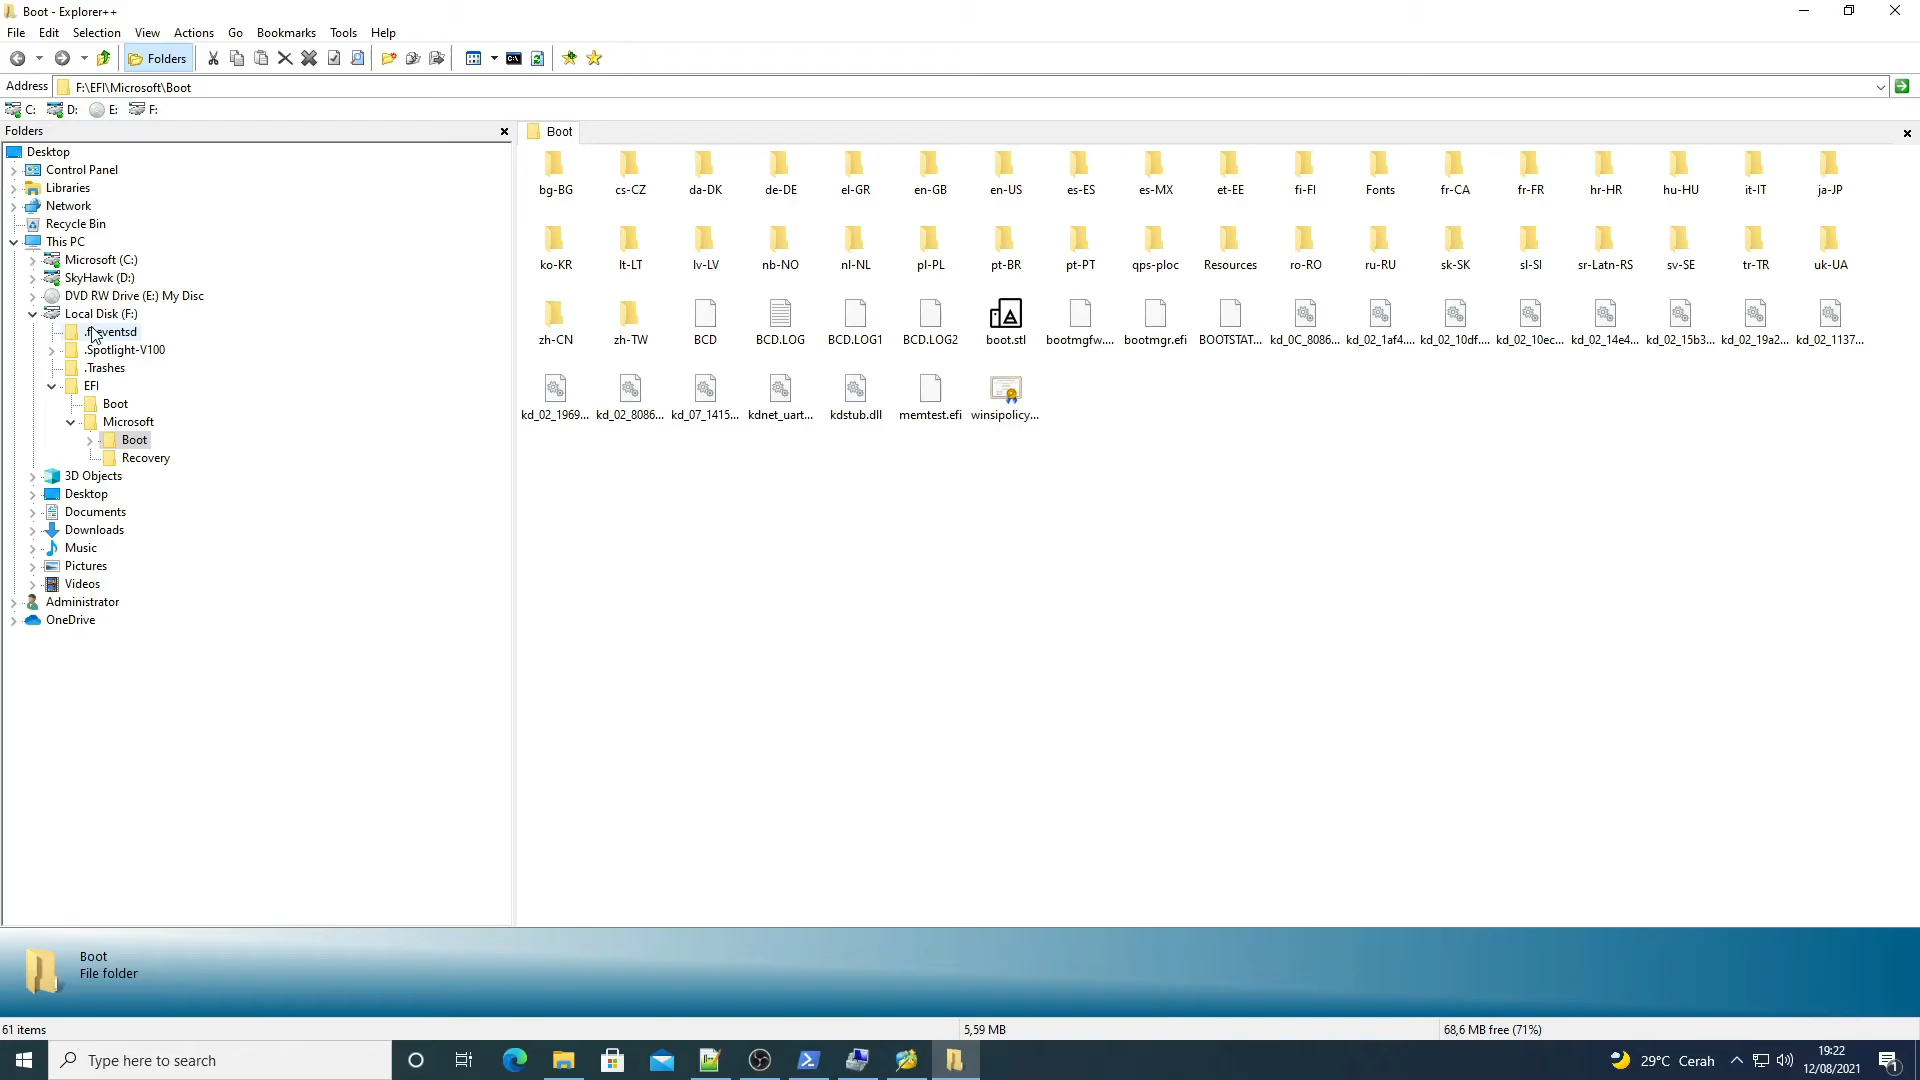 Boot - Explorer++
File Edit Selection View Actions Go Bookmarks Tools Help
Folders
Address F:\EFI\Microsoft\Boot
C: D: E: F:
Folders
Desktop
Control Panel
Libraries
Network
Recycle Bin
This PC
Microsoft (C:)
SkyHawk (D:)
DVD RW Drive (E:) My Disc
Local Disk (F:)
.Spotlight-V100
.Trashes
EFI
Boot
Microsoft
Boot
Recovery
3D Objects
Desktop
Documents
Downloads
Music
Pictures
Videos
Administrator
OneDrive
Boot
bg-BG cs-CZ da-DK de-DE el-GR en-GB en-US es-ES es-MX et-EE fi-FI Fonts fr-CA fr-FR hr-HR hu-HU it-IT ja-JP
ko-KR lt-LT lv-LV nb-NO nl-NL pl-PL pt-BR pt-PT qps-ploc Resources ro-RO ru-RU sk-SK sl-SI sr-Latn-RS sv-SE tr-TR uk-UA
zh-CN zh-TW BCD BCD.LOG BCD.LOG1 BCD.LOG2 boot.stl bootmgfw.... bootmgr.efi BOOTSTAT... kd_0C_8086... kd_02_1af4.... kd_02_10df.... kd_02_10ec... kd_02_14e4... kd_02_15b3... kd_02_19a2... kd_02_1137...
kd_02_1969... kd_02_8086... kd_07_1415... kdnet_uart... kdstub.dll memtest.efi winsipolicy...
Boot
File folder
61 items 5,59 MB 68,6 MB free (71%)
Type here to search
29°C Cerah
19:22
12/08/2021
1